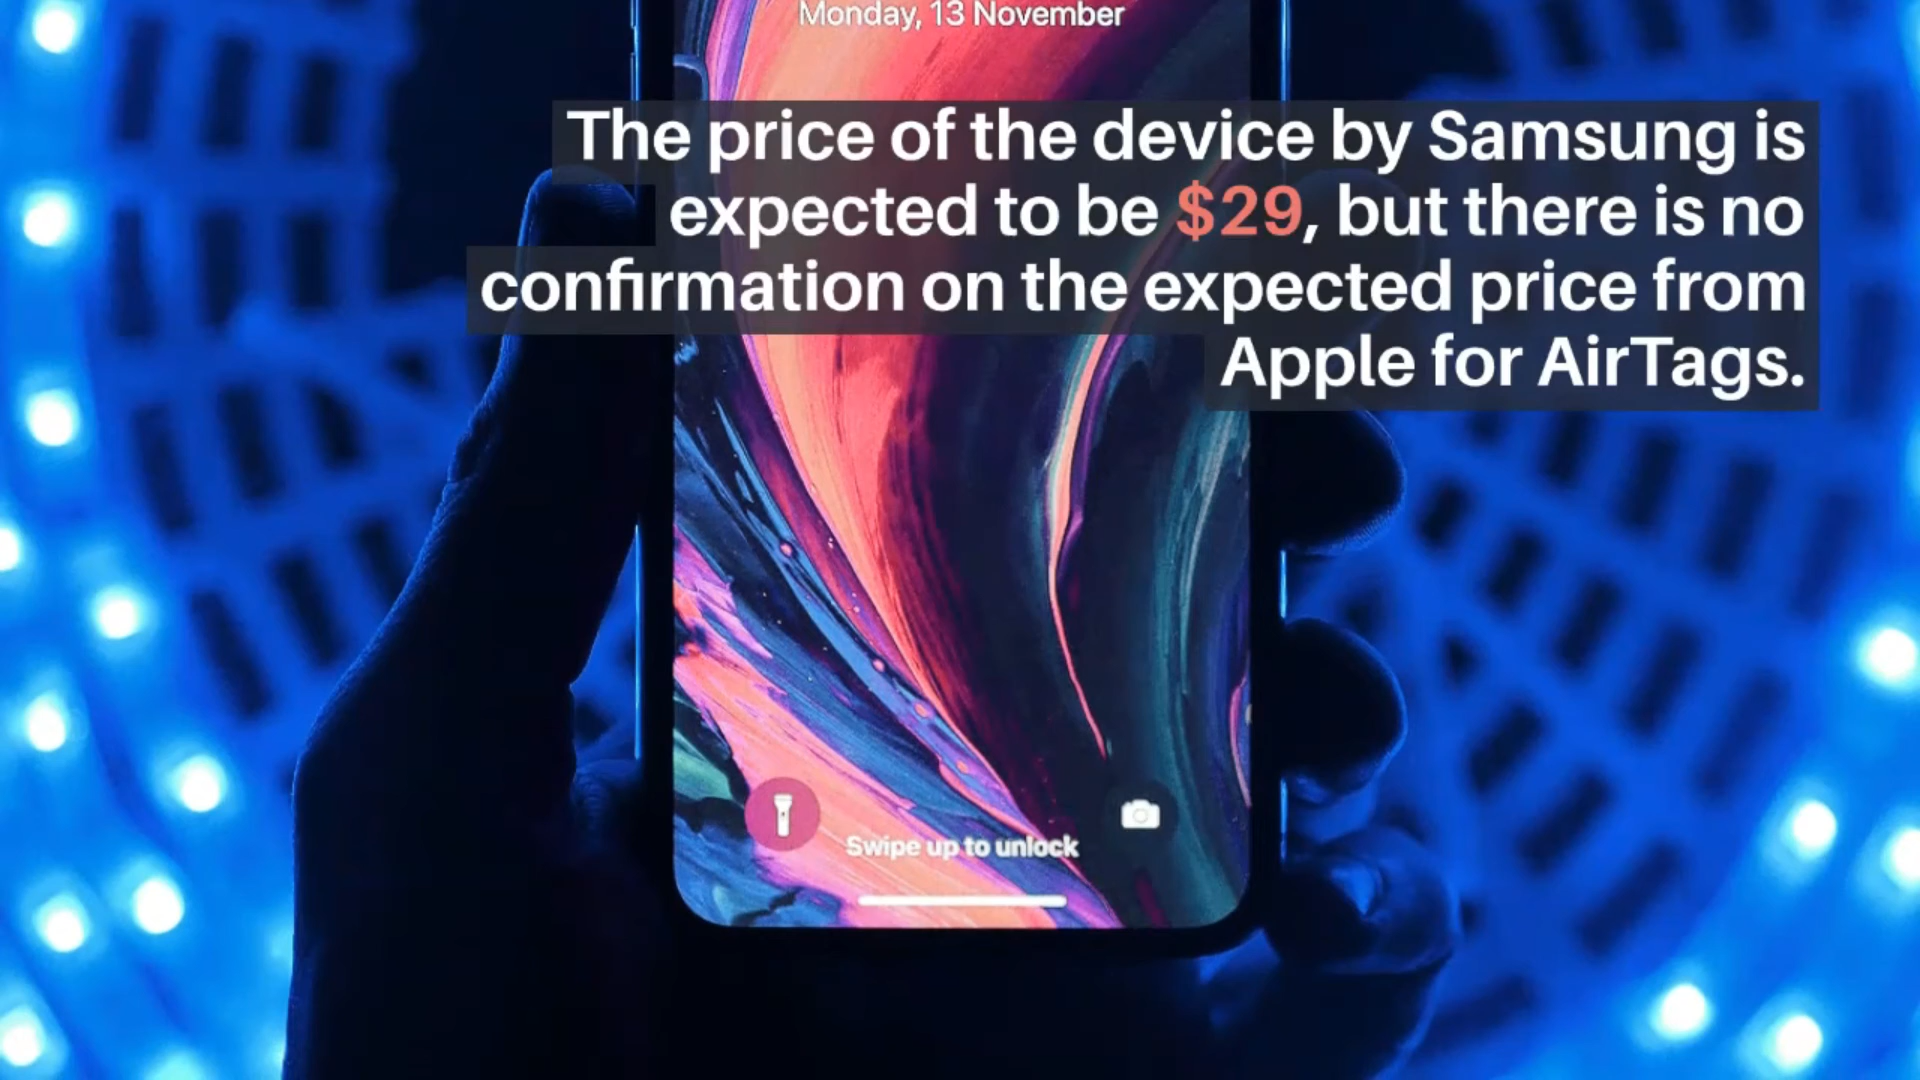 Monday, 13 November
The price of the device by Samsung is
expected to be $29, but there is no
confirmation on the expected price from
Apple for AirTags.
Swipe up to unlock